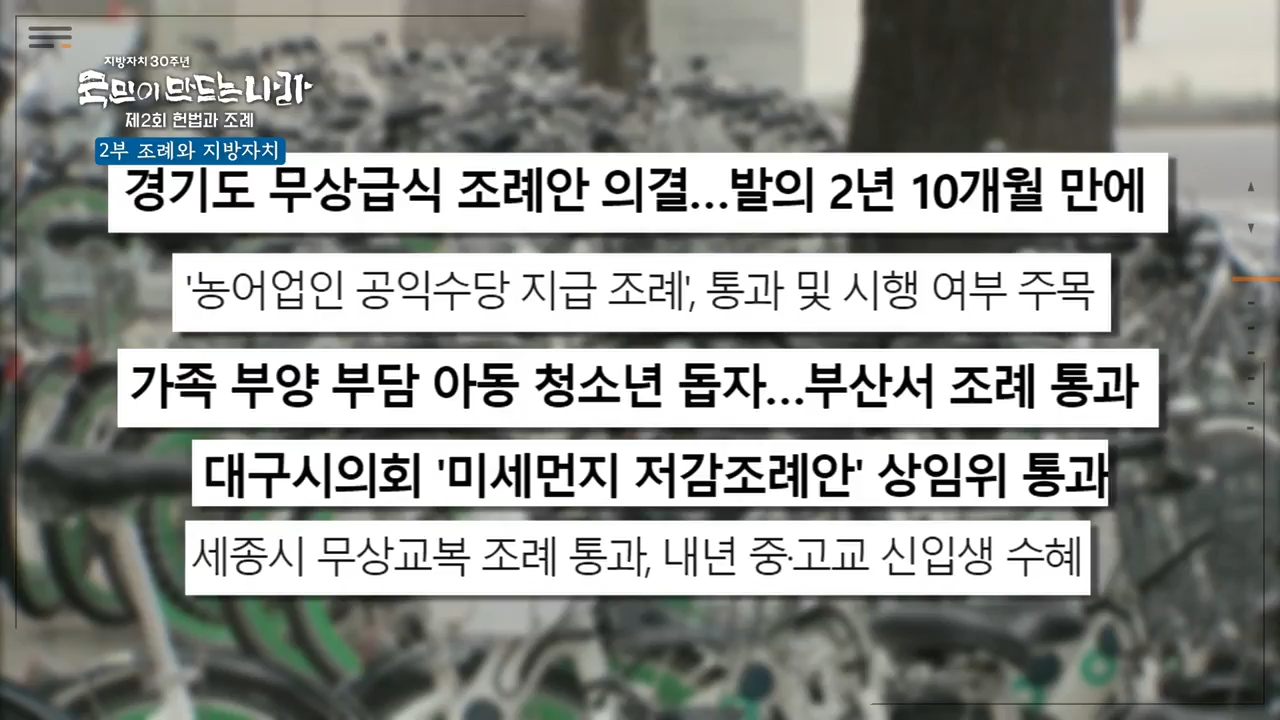 지방자치 30주년
국민이 만드는 나라
제2회 헌법과 조례
2부 조례와 지방자치
경기도 무상급식 조례안 의결...발의 2년 10개월 만에
'농어업인 공익수당 지급 조례', 통과 및 시행 여부 주목
가족 부양 부담 아동 청소년 돕자...부산서 조례 통과
대구시의회 '미세먼지 저감조례안' 상임위 통과
세종시 무상교복 조례 통과, 내년 중·고교 신입생 수혜